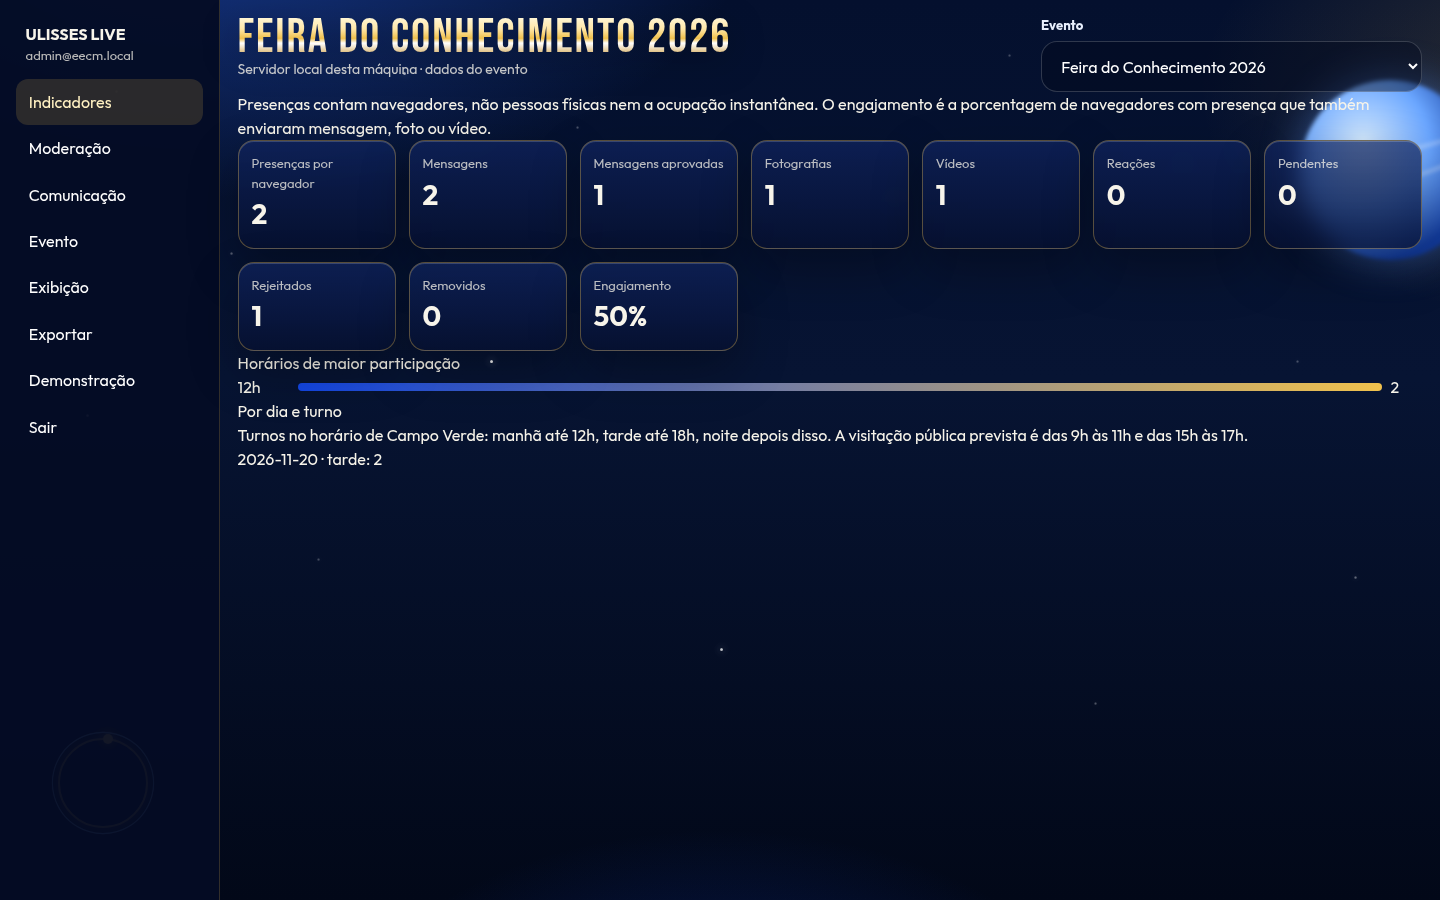 ULISSES LIVE
admin@eecm.local
Indicadores
Moderação
Comunicação
Evento
Exibição
Exportar
Demonstração
Sair
FEIRA DO CONHECIMENTO 2026
Servidor local desta máquina · dados do evento
Evento
Feira do Conhecimento 2026
Presenças contam navegadores, não pessoas físicas nem a ocupação instantânea. O engajamento é a porcentagem de navegadores com presença que também
enviaram mensagem, foto ou vídeo.
Presenças por
navegador
2
Mensagens
2
Mensagens aprovadas
1
Fotografias
1
Vídeos
1
Reações
0
Pendentes
0
Rejeitados
1
Removidos
0
Engajamento
50%
Horários de maior participação
12h 2
Por dia e turno
Turnos no horário de Campo Verde: manhã até 12h, tarde até 18h, noite depois disso. A visitação pública prevista é das 9h às 11h e das 15h às 17h.
2026-11-20 · tarde: 2